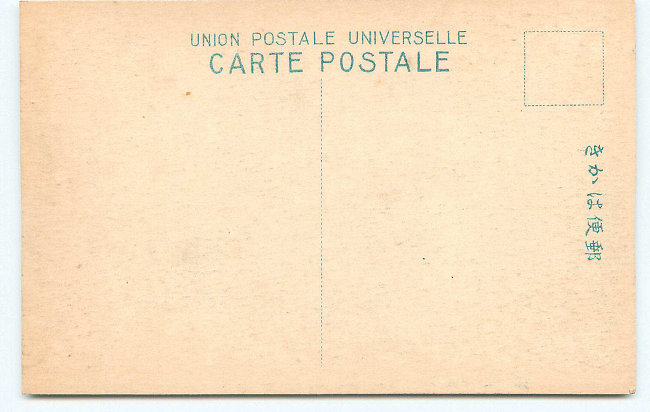 UNION POSTALE UNIVERSELLE
CARTE POSTALE
郵便はかき